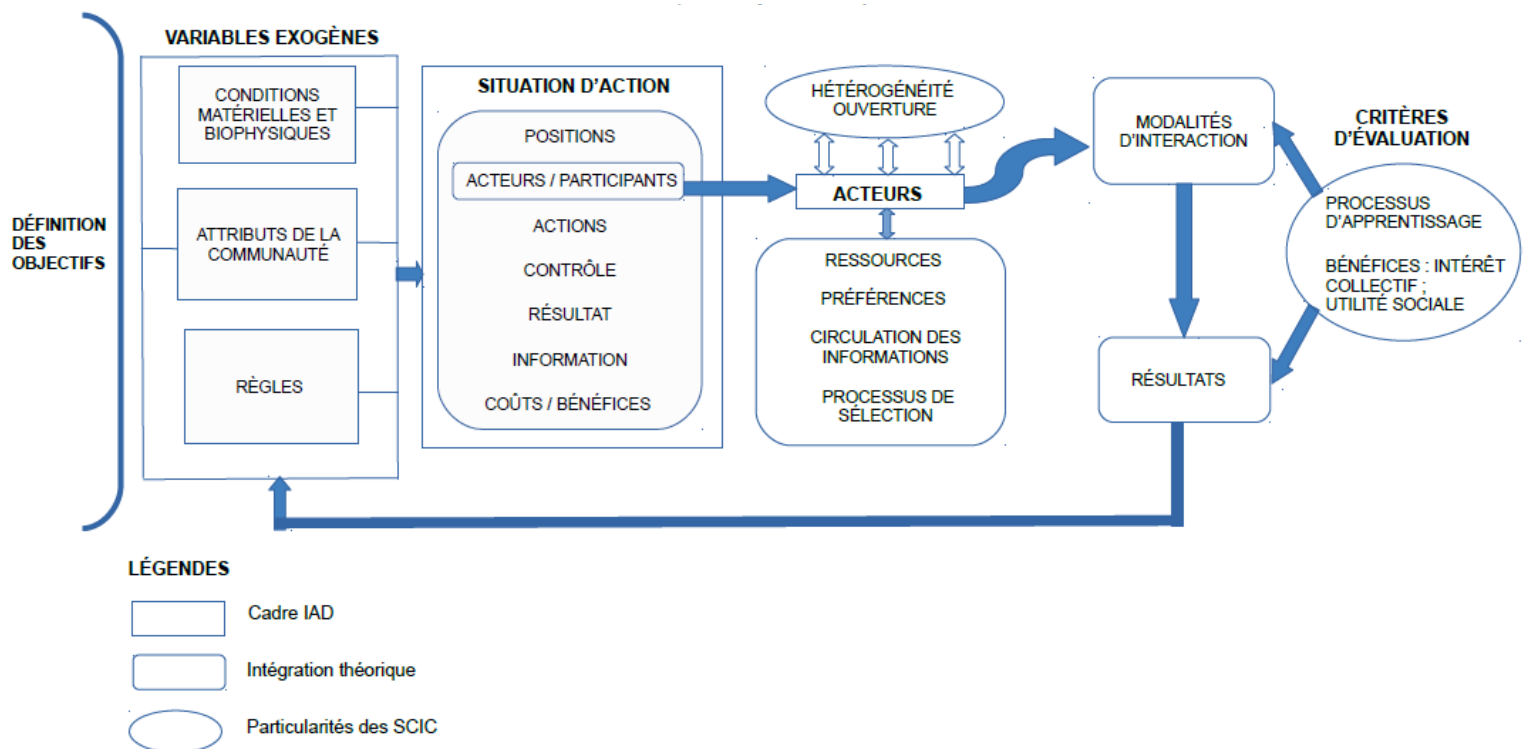 VARIABLES EXOGÈNES
CONDITIONS
MATÉRIELLES ET
BIOPHYSIQUES
ATTRIBUTS DE LA
COMMUNAUTÉ
RÈGLES
DÉFINITION
DES
OBJECTIFS
SITUATION D'ACTION
POSITIONS
ACTEURS / PARTICIPANTS
ACTIONS
CONTRÔLE
RÉSULTAT
INFORMATION
COÛTS / BÉNÉFICES
HÉTÉROGÉNÉITÉ
OUVERTURE
ACTEURS
RESSOURCES
PRÉFÉRENCES
CIRCULATION DES
INFORMATIONS
PROCESSUS DE
SÉLECTION
MODALITÉS
D'INTERACTION
RÉSULTATS
CRITÈRES
D'ÉVALUATION
PROCESSUS
D'APPRENTISSAGE
BÉNÉFICES : INTÉRÊT
COLLECTIF ;
UTILITÉ SOCIALE
LÉGENDES
Cadre IAD
Intégration théorique
Particularités des SCIC